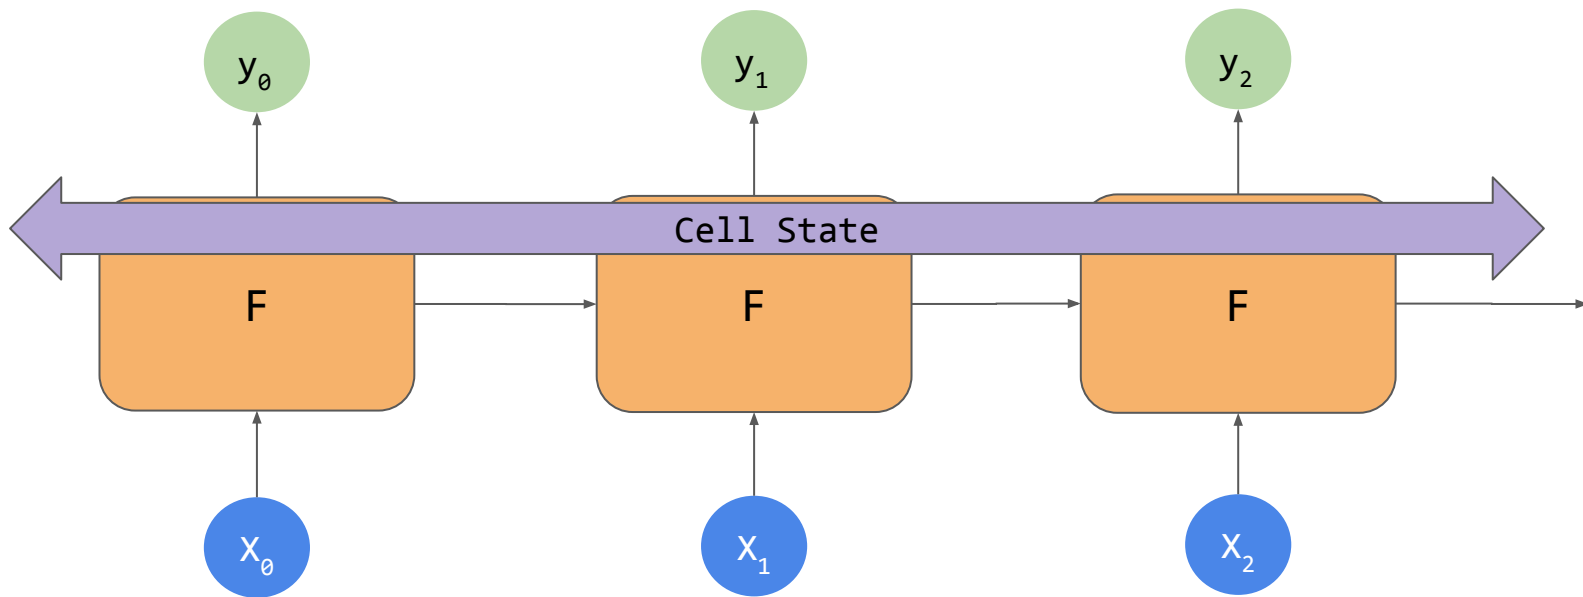 y₀ y₁ y₂
Cell State
F F F
X₀ X₁ X₂